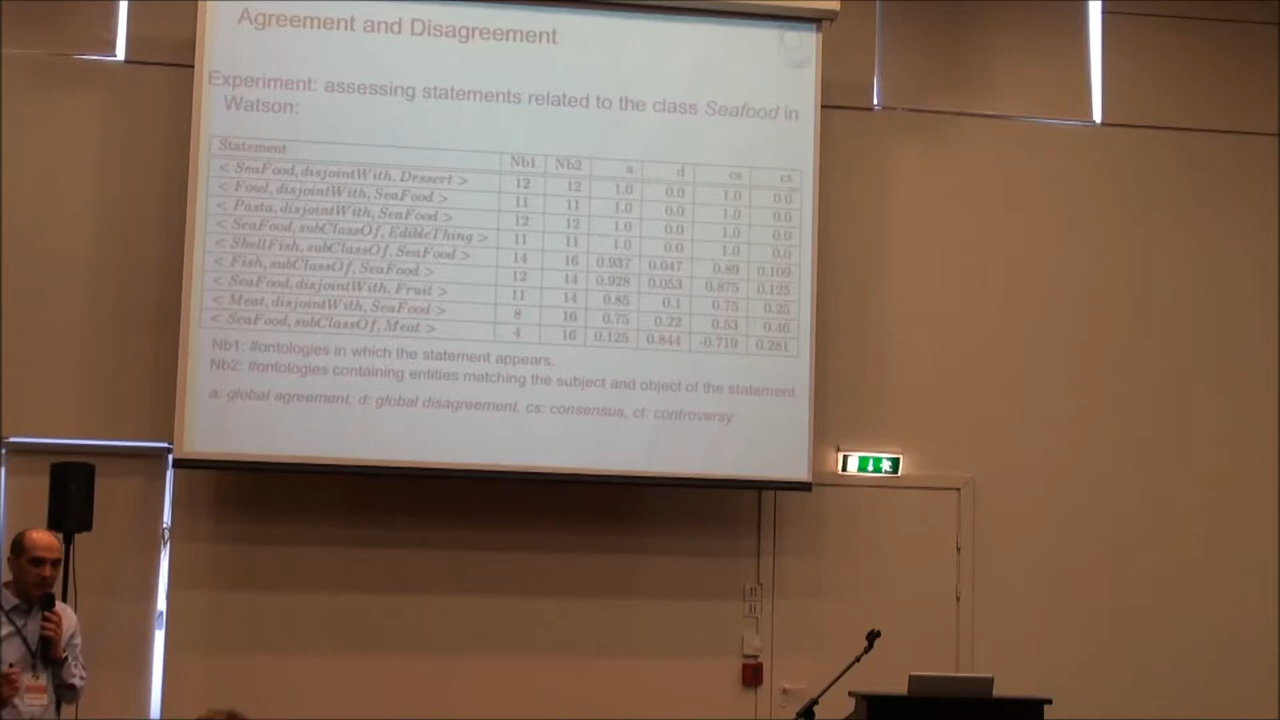 Agreement and Disagreement
Experiment: assessing statements related to the class Seafood in
Watson:
Statement Nb1 Nb2 a d cs ct
< SeaFood, disjointWith, Dessert > 12 12 1.0 0.0 1.0 0.0
< Fowl, disjointWith, SeaFood > 11 11 1.0 0.0 1.0 0.0
< Pasta, disjointWith, SeaFood > 12 12 1.0 0.0 1.0 0.0
< SeaFood, subClassOf, EdibleThing > 11 11 1.0 0.0 1.0 0.0
< ShellFish, subClassOf, SeaFood > 14 16 0.937 0.047 0.89 0.109
< Fish, subClassOf, SeaFood > 12 14 0.928 0.053 0.875 0.125
< SeaFood, disjointWith, Fruit > 11 14 0.85 0.1 0.75 0.25
< Meat, disjointWith, SeaFood > 8 16 0.75 0.22 0.53 0.46
< SeaFood, subClassOf, Meat > 4 16 0.125 0.844 -0.719 0.281
Nb1: #ontologies in which the statement appears.
Nb2: #ontologies containing entities matching the subject and object of the statement.
a: global agreement, d: global disagreement, cs: consensus, ct: controversy